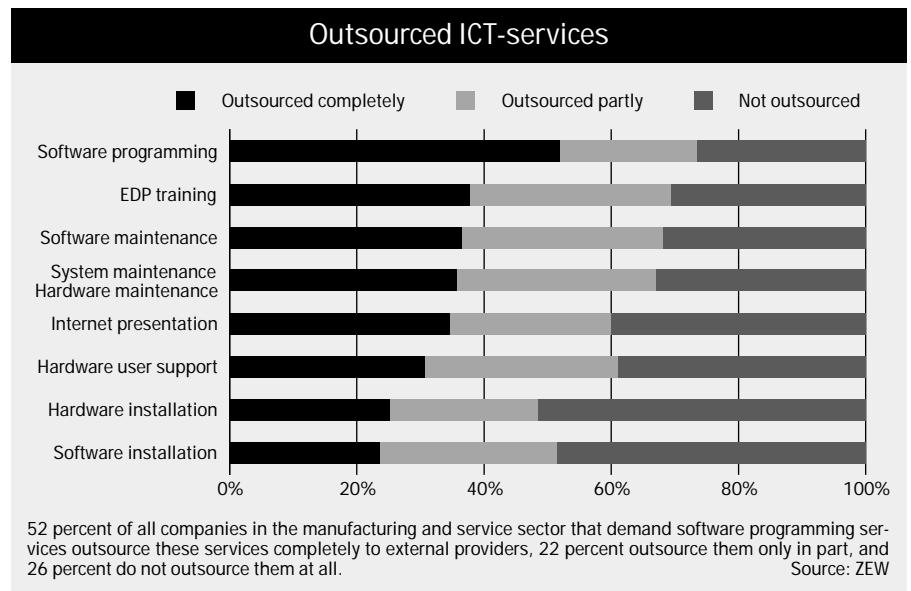 Outsourced ICT-services
Outsourced completely
Outsourced partly
Not outsourced
Software programming
EDP training
Software maintenance
System maintenance
Hardware maintenance
Internet presentation
Hardware user support
Hardware installation
Software installation
0% 20% 40% 60% 80% 100%
52 percent of all companies in the manufacturing and service sector that demand software programming ser-
vices outsource these services completely to external providers, 22 percent outsource them only in part, and
26 percent do not outsource them at all. Source: ZEW